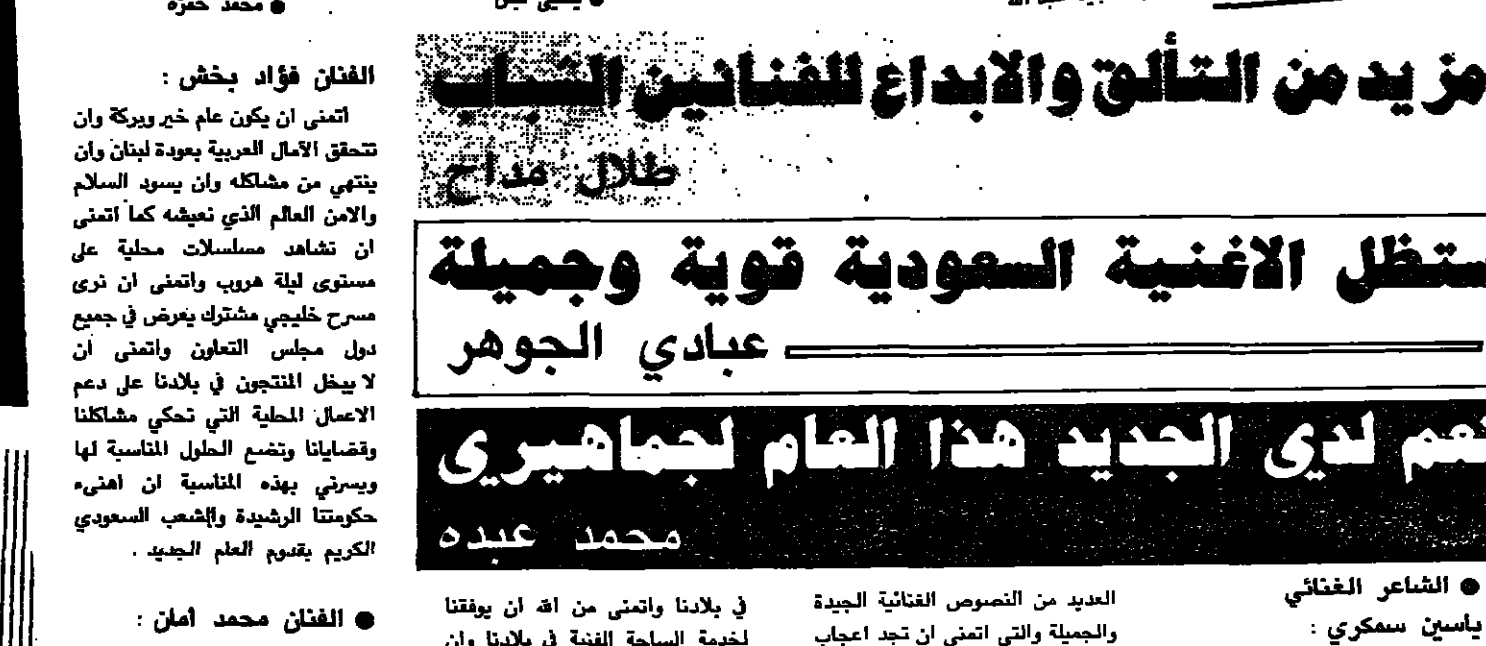 مزيد من التألق والابداع للفنانين الشباب
طلال مداح
ستظل الاغنية السعودية قوية وجميلة
عبادي الجوهر
نعم لدى الجديد هذا العام لجماهيرى
محمد عبده
● الشاعر الغنائي
ياسين سمكري :
العديد من النصوص الغنائية الجيدة
والجميلة والتي اتمنى ان تجد اعجاب
في بلادنا واتمنى من الله ان يوفقنا
لخدمة الساحة الفنية في بلادنا وان
● محمد حمزه
الفنان فؤاد بخش :
اتمنى ان يكون عام خير وبركة وان
تتحقق الآمال العربية بعودة لبنان وان
ينتهي من مشاكله وان يسود السلام
والامن العالم الذي نعيشه كما اتمنى
ان تشاهد مسلسلات محلية على
مستوى ليلة هروب واتمنى ان نرى
مسرح خليجي مشترك يعرض في جميع
دول مجلس التعاون واتمنى ان
لا يبخل المنتجون في بلادنا على دعم
الاعمال المحلية التي تحكي مشاكلنا
وقضايانا وتضع الحلول المناسبة لها
ويسرني بهذه المناسبة ان اهنىء
حكومتنا الرشيدة والشعب السعودي
الكريم بقدوم العام الجديد .
● الفنان محمد امان :